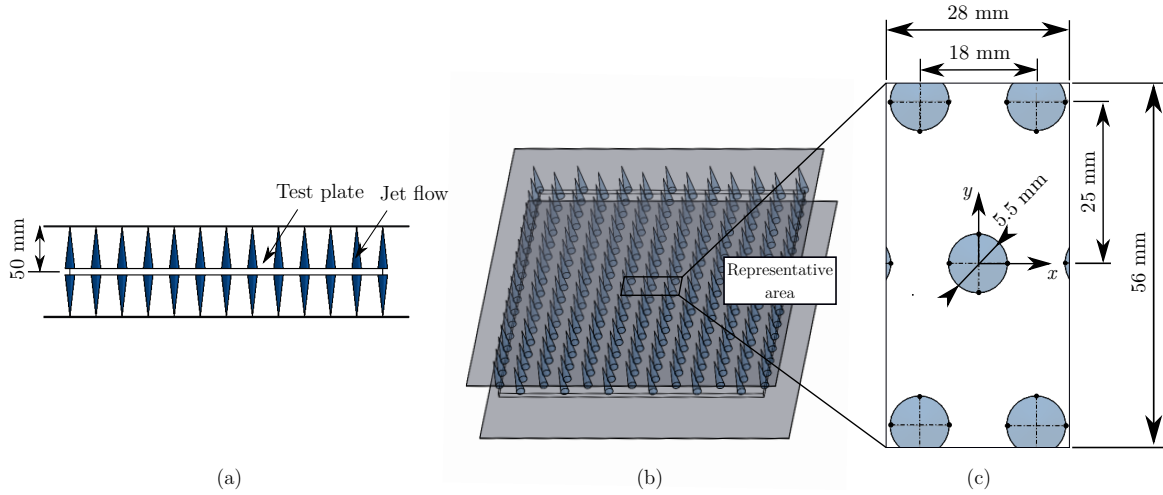 28 mm
18 mm
Test plate
Jet flow
50 mm
Representative
area
y
x
5.5 mm
25 mm
56 mm
(a)
(b)
(c)